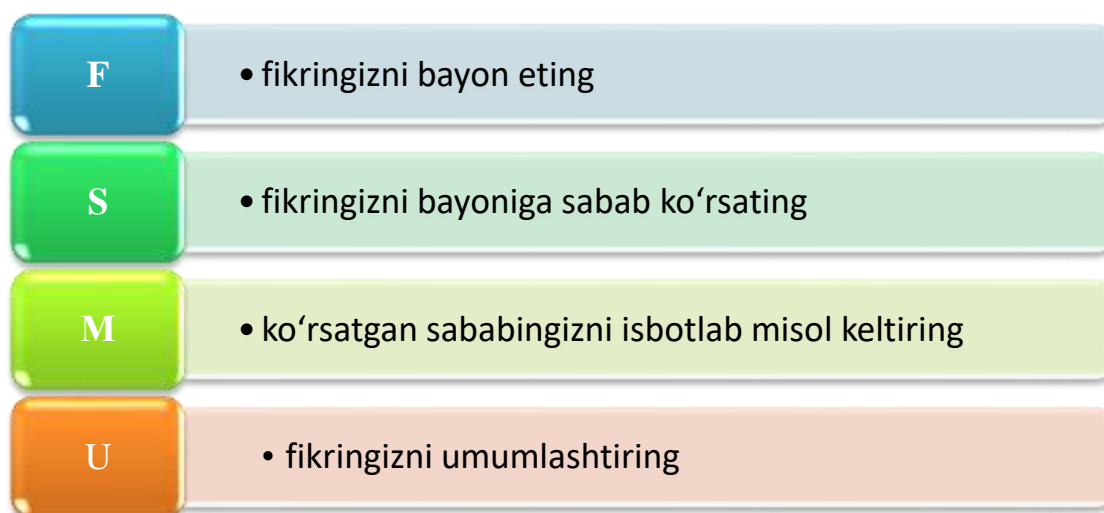 F
• fikringizni bayon eting
S
• fikringizni bayoniga sabab ko‘rsating
M
• ko‘rsatgan sababingizni isbotlab misol keltiring
U
• fikringizni umumlashtiring